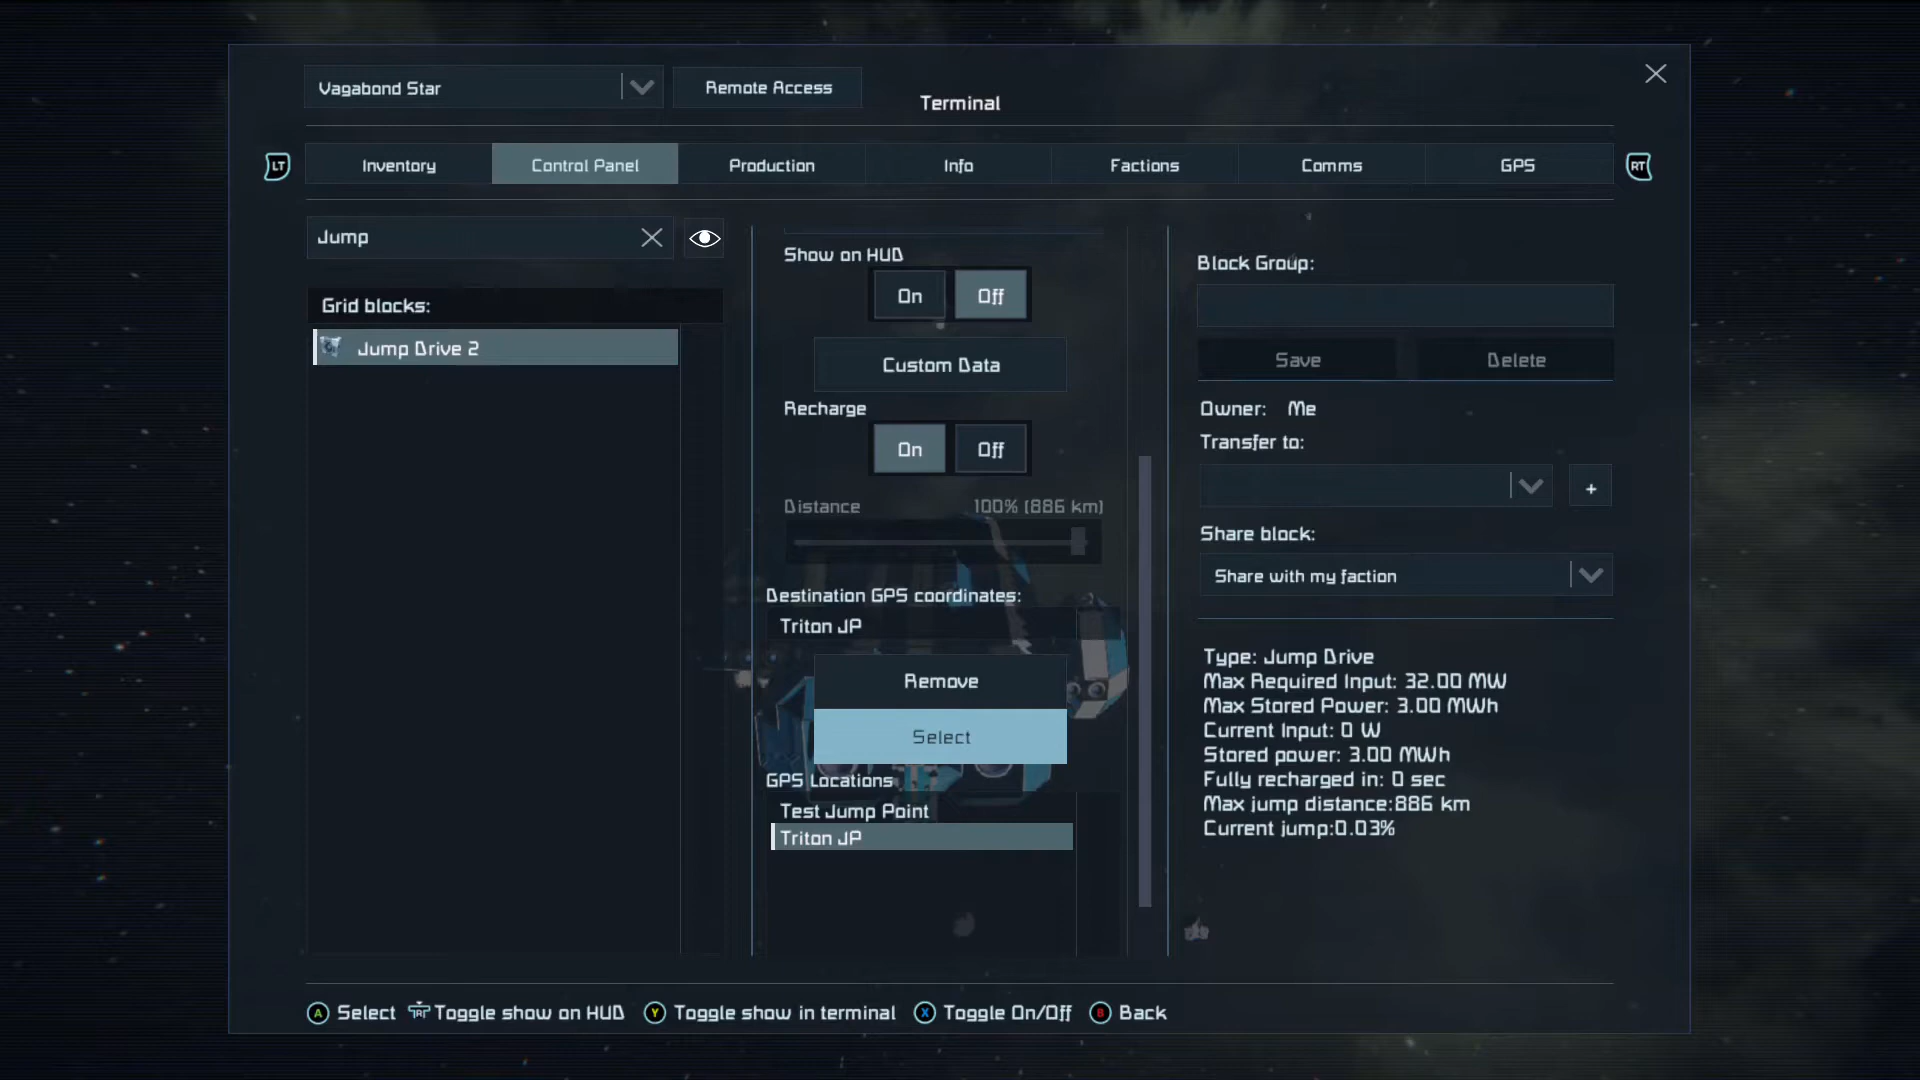 Vagabond Star
Remote Access
Terminal
LT
Inventory
Control Panel
Production
Info
Factions
Comms
GPS
RT
Jump
Grid blocks:
Jump Drive 2
Show on HUD
On
Off
Custom Data
Recharge
On
Off
Distance
100% (886 km)
Destination GPS coordinates:
Triton JP
Remove
Select
GPS Locations
Test Jump Point
Triton JP
Block Group:
Save
Delete
Owner: Me
Transfer to:
+
Share block:
Share with my faction
Type: Jump Drive
Max Required Input: 32.00 MW
Max Stored Power: 3.00 MWh
Current Input: 0 W
Stored power: 3.00 MWh
Fully recharged in: 0 sec
Max jump distance:886 km
Current jump:0.03%
A Select
Toggle show on HUD
Y Toggle show in terminal
X Toggle On/Off
B Back